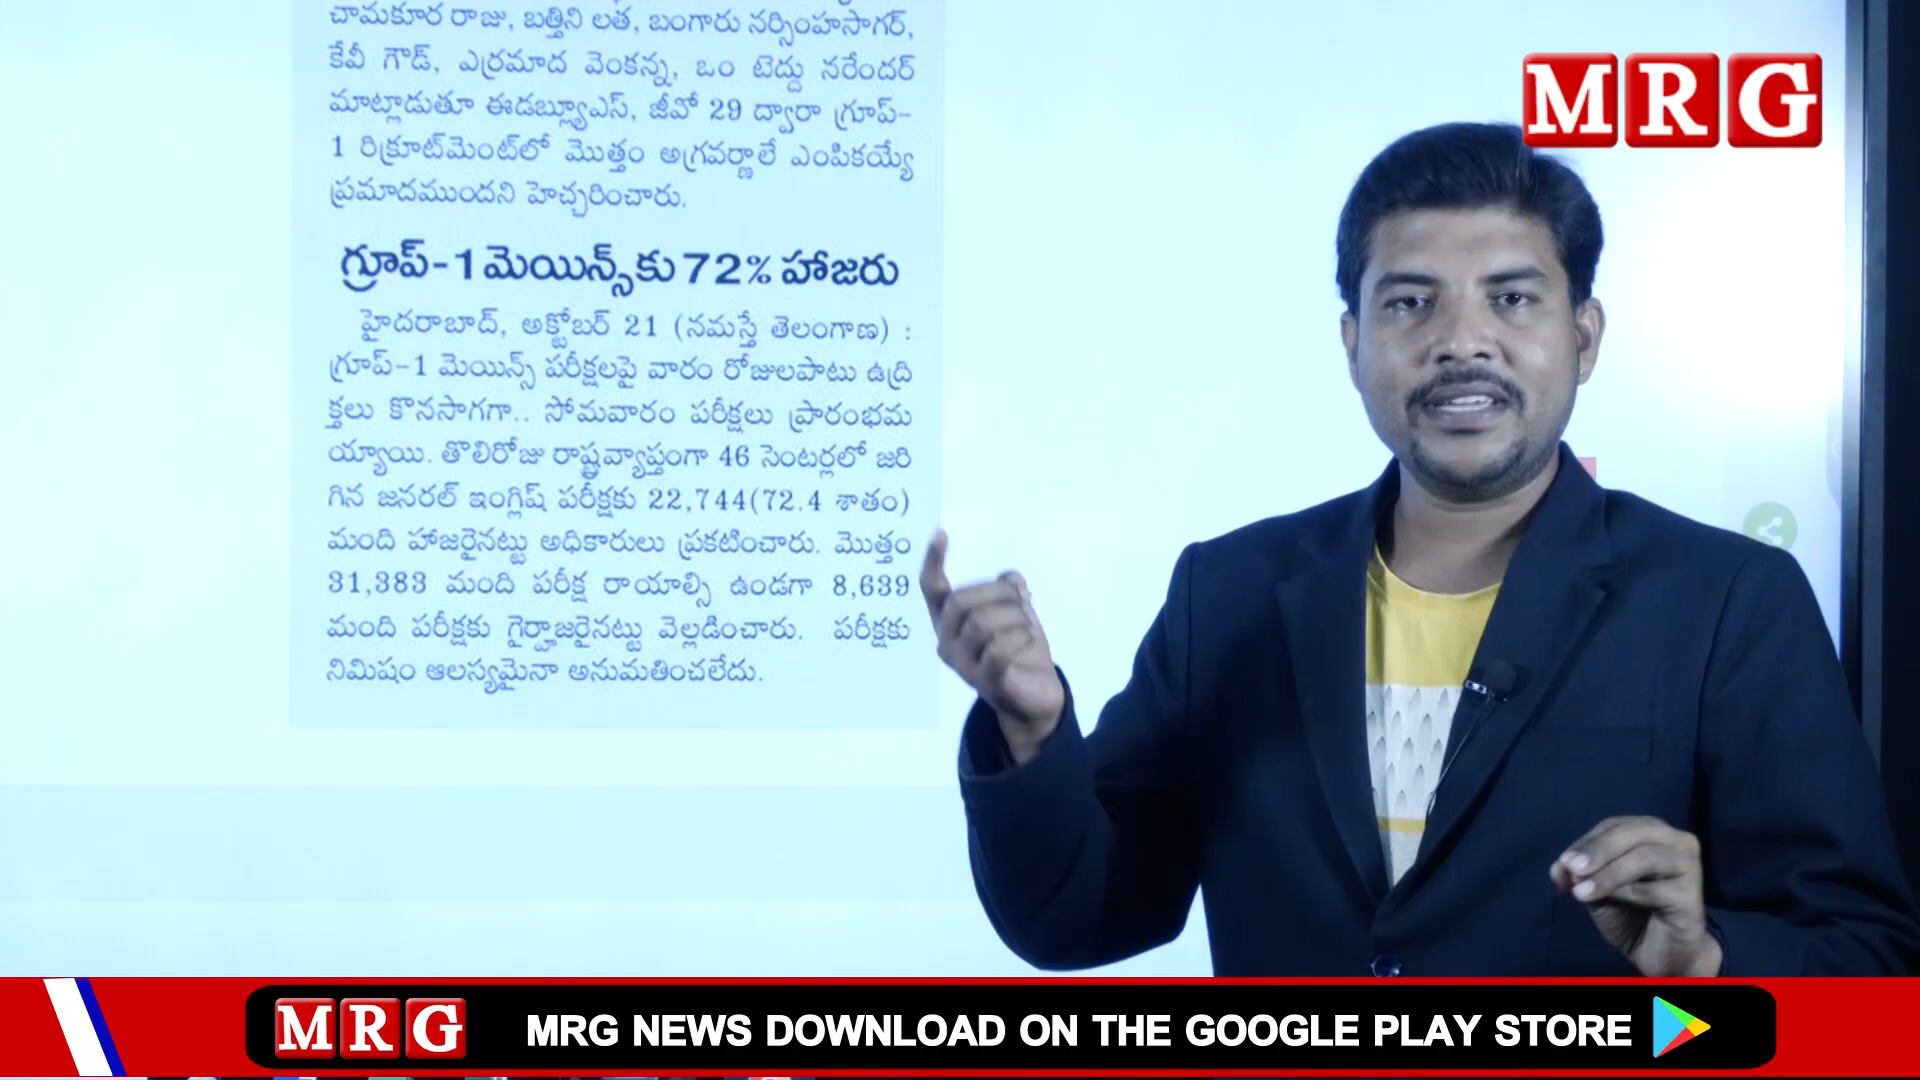 చామకూర రాజు, బత్తిని లత, బంగారు నర్సింహసాగర్,
కేవీ గౌడ్, ఎర్రమాద వెంకన్న, ఒం టెద్దు నరేందర్
మాట్లాడుతూ ఈడబ్ల్యూఎస్, జీవో 29 ద్వారా గ్రూప్-
1 రిక్రూట్‌మెంట్‌లో మొత్తం అగ్రవర్ణాలే ఎంపికయ్యే
ప్రమాదముందని హెచ్చరించారు.
గ్రూప్-1 మెయిన్స్‌కు 72% హాజరు
హైదరాబాద్, అక్టోబర్ 21 (నమస్తే తెలంగాణ) :
గ్రూప్-1 మెయిన్స్ పరీక్షలపై వారం రోజులపాటు ఉద్రి
క్తలు కొనసాగగా.. సోమవారం పరీక్షలు ప్రారంభమ
య్యాయి. తొలిరోజు రాష్ట్రవ్యాప్తంగా 46 సెంటర్లలో జరి
గిన జనరల్ ఇంగ్లిష్ పరీక్షకు 22,744(72.4 శాతం)
మంది హాజరైనట్టు అధికారులు ప్రకటించారు. మొత్తం
31,383 మంది పరీక్ష రాయాల్సి ఉండగా 8,639
మంది పరీక్షకు గైర్హాజరైనట్టు వెల్లడించారు. పరీక్షకు
నిమిషం ఆలస్యమైనా అనుమతించలేదు.
MRG
MRG MRG NEWS DOWNLOAD ON THE GOOGLE PLAY STORE